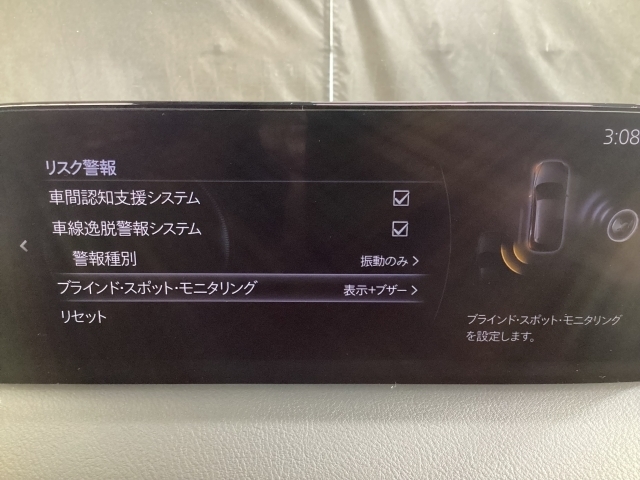 3:08
リスク警報
車間認知支援システム
車線逸脱警報システム
警報種別 振動のみ
ブラインド・スポット・モニタリング 表示+ブザー
リセット
ブラインド・スポット・モニタリング
を設定します。